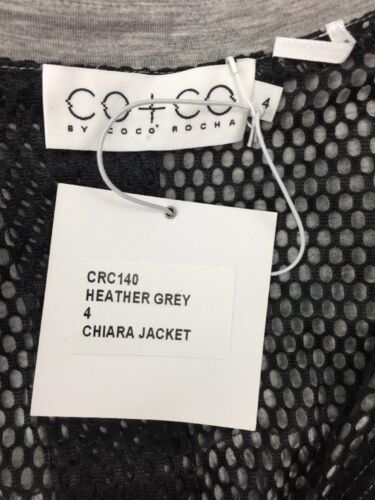 CO+CO
BY COCO ROCHA
4
CRC140
HEATHER GREY
4
CHIARA JACKET